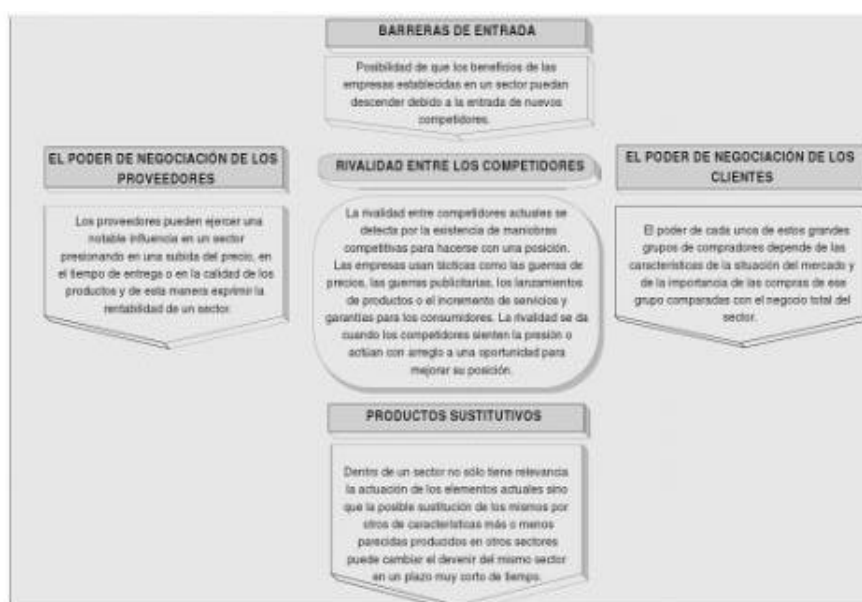 BARRERAS DE ENTRADA
Posibilidad de que los beneficios de las
empresas establecidas en un sector puedan
descender debido a la entrada de nuevos
competidores.
EL PODER DE NEGOCIACIÓN DE LOS
PROVEEDORES
Los proveedores pueden ejercer una
notable influencia en un sector
presionando en una subida del precio, en
el tiempo de entrega o en la calidad de los
productos y de esta manera exprimir la
rentabilidad de un sector.
RIVALIDAD ENTRE LOS COMPETIDORES
La rivalidad entre competidores actuales se
detecta por la existencia de maniobras
competitivas para hacerse con una posición.
Las empresas usan tácticas como las guerras de
precios, las guerras publicitarias, los lanzamientos
de productos o el incremento de servicios y
garantías para los consumidores. La rivalidad se da
cuando los competidores sienten la presión o
actúan con arreglo a una oportunidad para
mejorar su posición.
EL PODER DE NEGOCIACIÓN DE LOS
CLIENTES
El poder de cada uno de estos grandes
grupos de compradores depende de las
características de la situación del mercado y
de la importancia de las compras de ese
grupo comparadas con el negocio total del
sector.
PRODUCTOS SUSTITUTIVOS
Dentro de un sector no sólo tiene relevancia
la actuación de los elementos actuales sino
que la posible sustitución de los mismos por
otros de características más o menos
parecidas producidos en otros sectores
puede cambiar el devenir del mismo sector
en un plazo muy corto de tiempo.